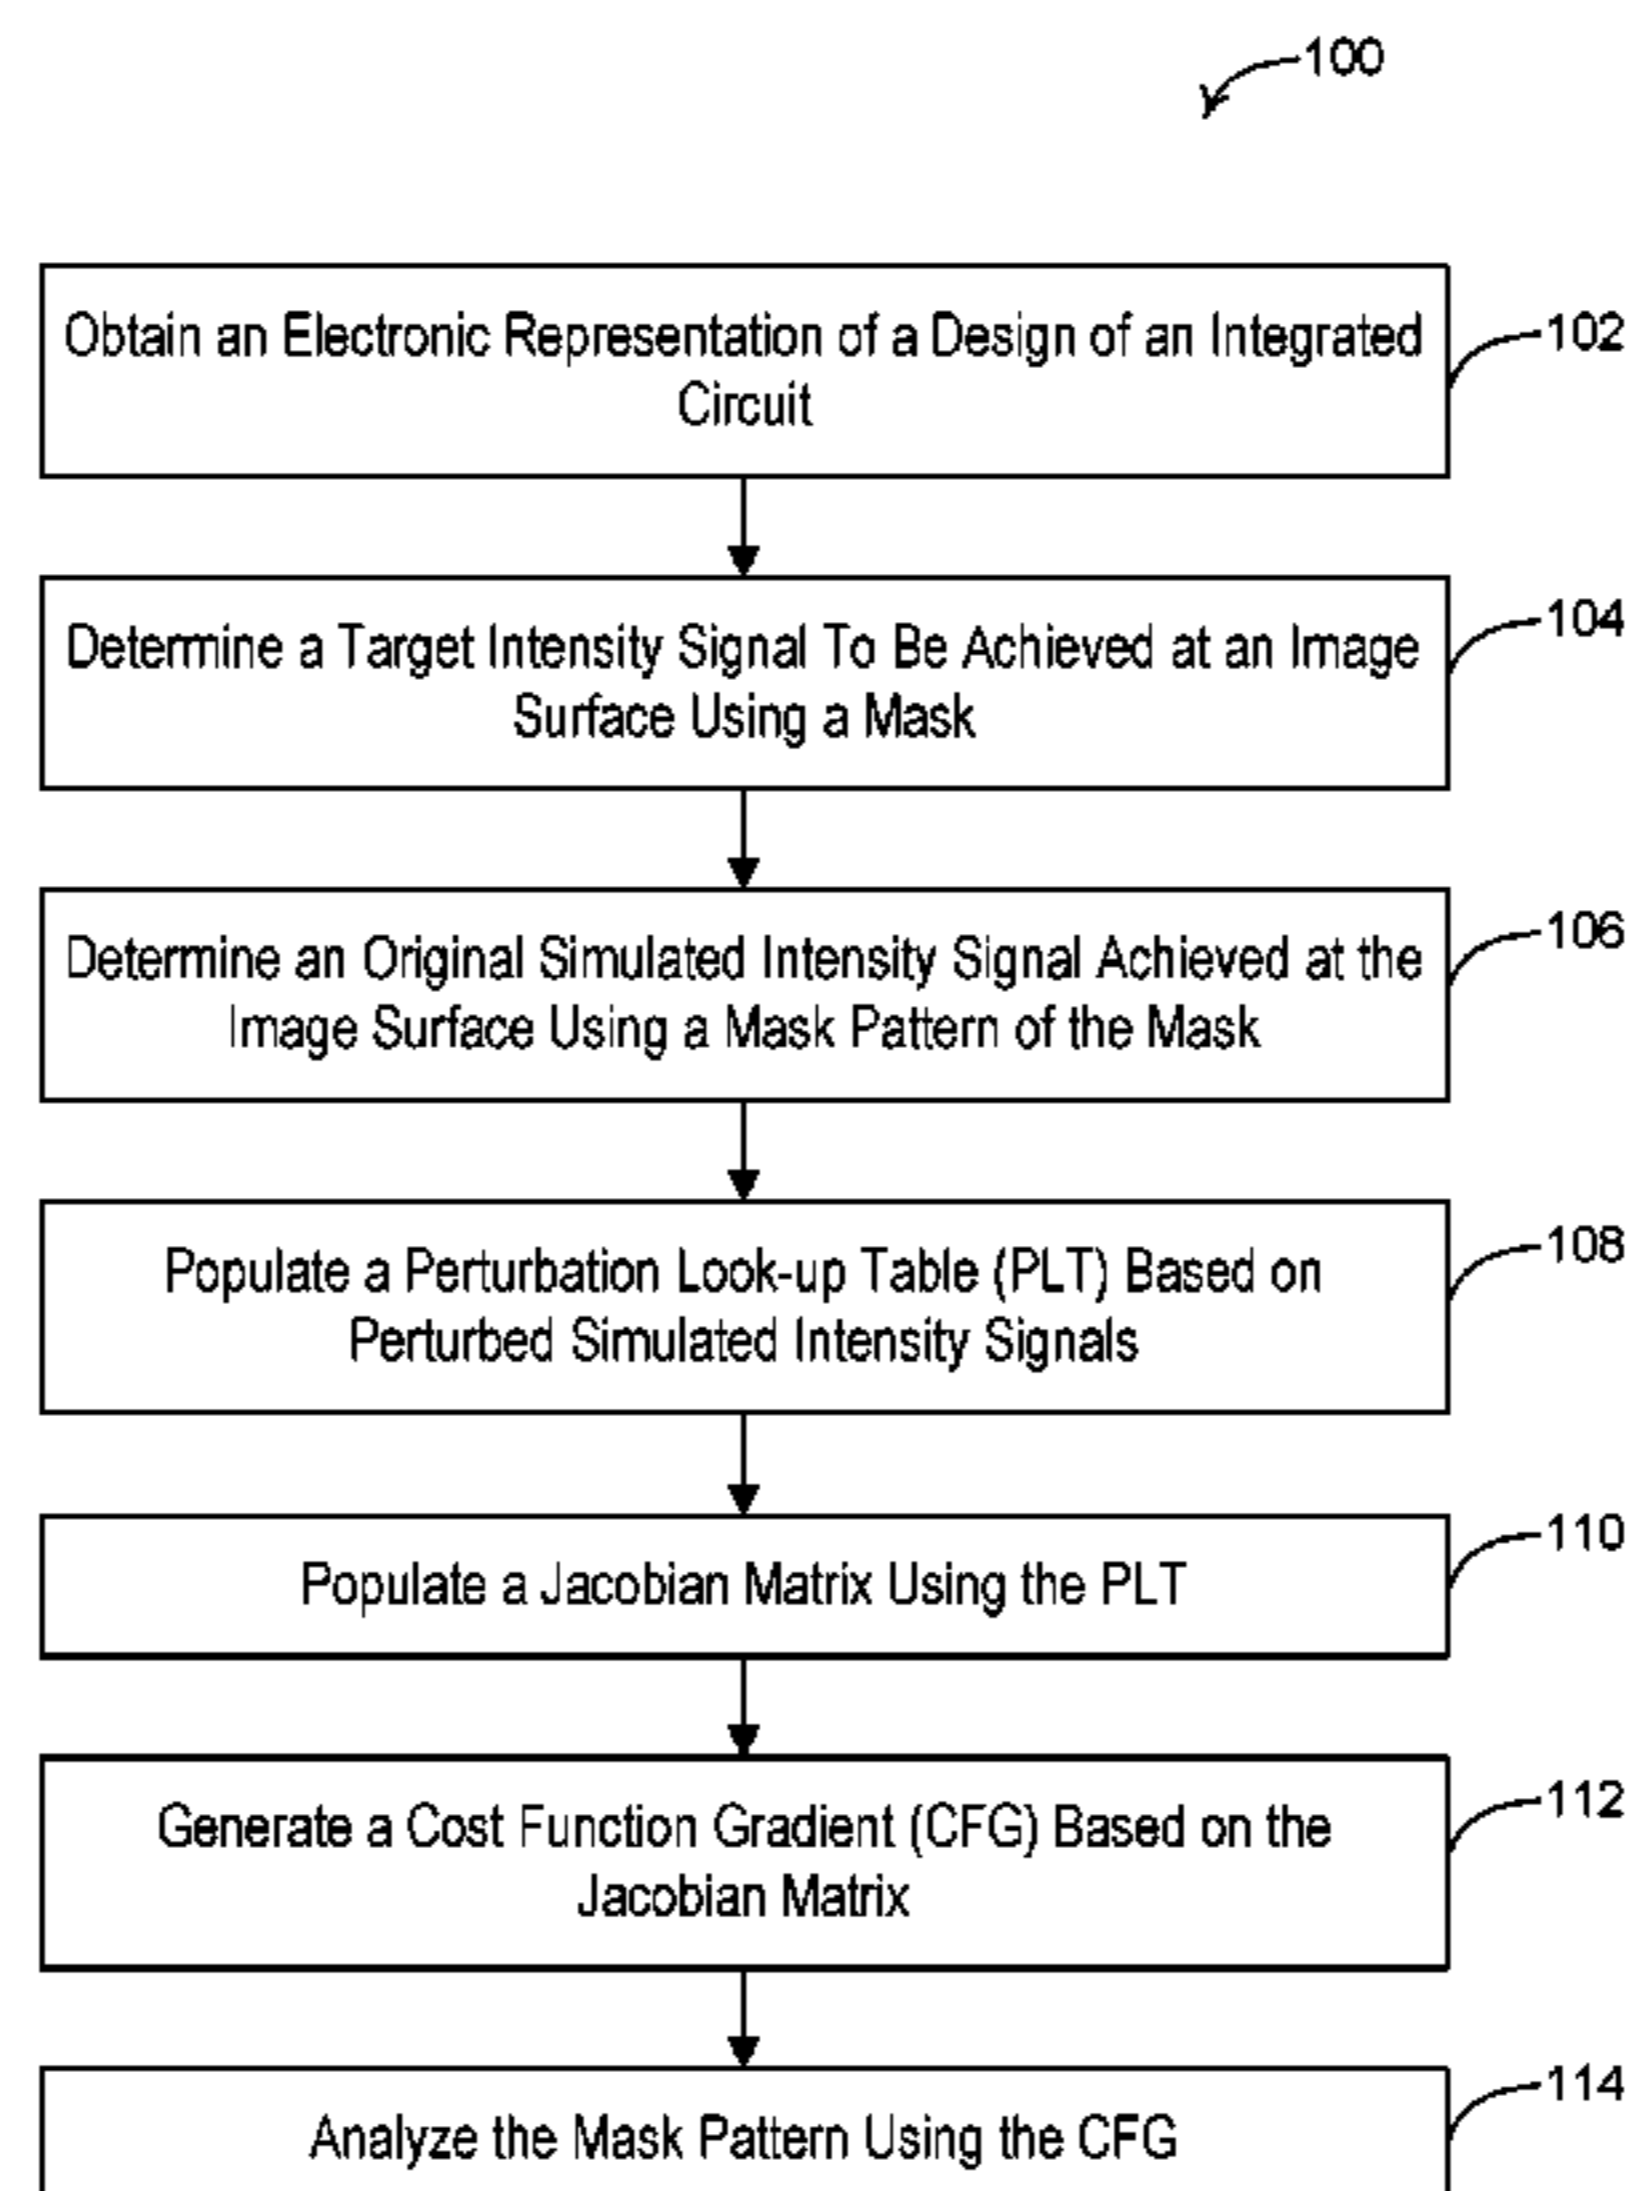 100
Obtain an Electronic Representation of a Design of an Integrated
Circuit
102
Determine a Target Intensity Signal To Be Achieved at an Image
Surface Using a Mask
104
Determine an Original Simulated Intensity Signal Achieved at the
Image Surface Using a Mask Pattern of the Mask
106
Populate a Perturbation Look-up Table (PLT) Based on
Perturbed Simulated Intensity Signals
108
Populate a Jacobian Matrix Using the PLT
110
Generate a Cost Function Gradient (CFG) Based on the
Jacobian Matrix
112
Analyze the Mask Pattern Using the CFG
114